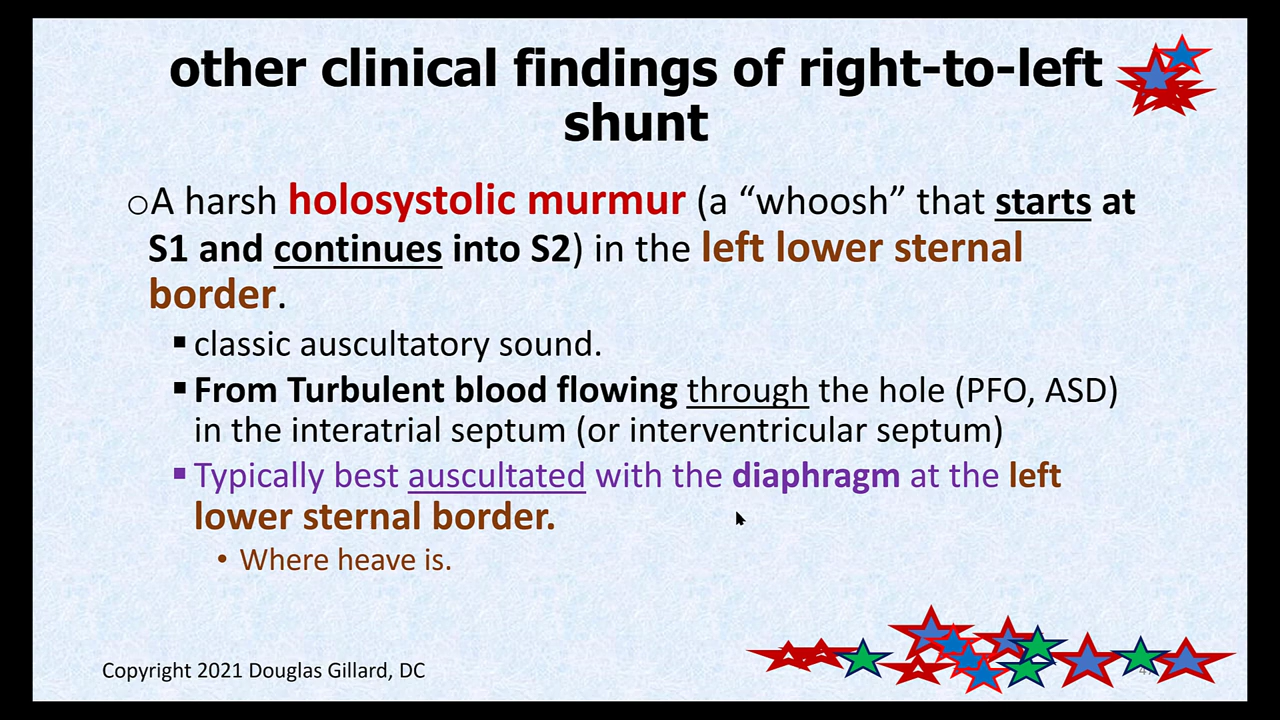 other clinical findings of right-to-left
shunt
oA harsh holosystolic murmur (a “whoosh” that starts at
S1 and continues into S2) in the left lower sternal
border.
▪ classic auscultatory sound.
▪ From Turbulent blood flowing through the hole (PFO, ASD)
in the interatrial septum (or interventricular septum)
▪ Typically best auscultated with the diaphragm at the left
lower sternal border.
• Where heave is.
Copyright 2021 Douglas Gillard, DC